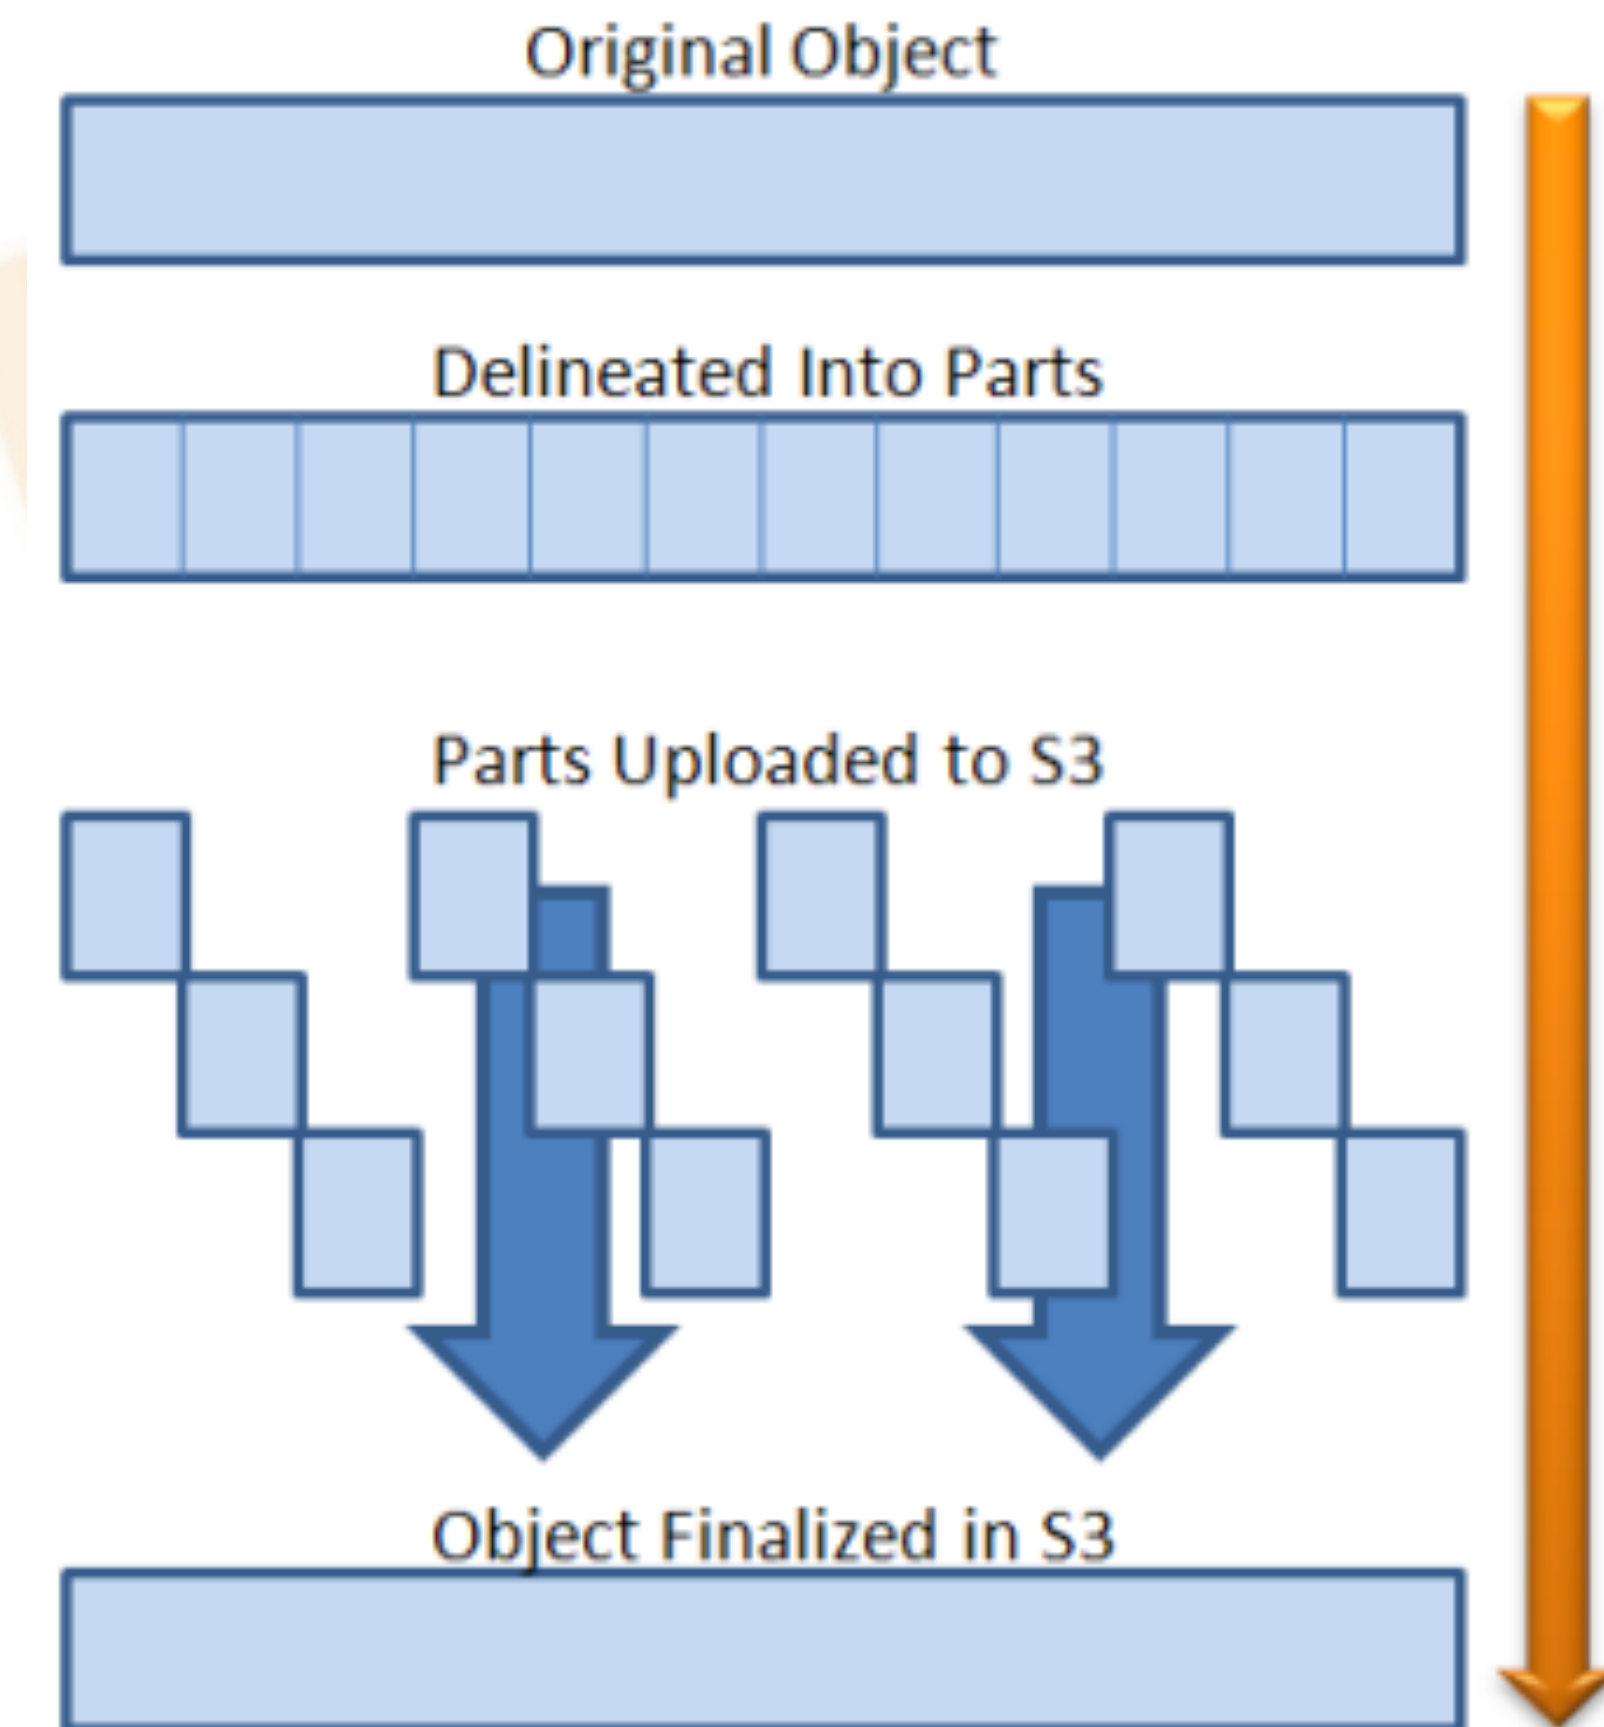 Original Object
Delineated Into Parts
Parts Uploaded to S3
Object Finalized in S3